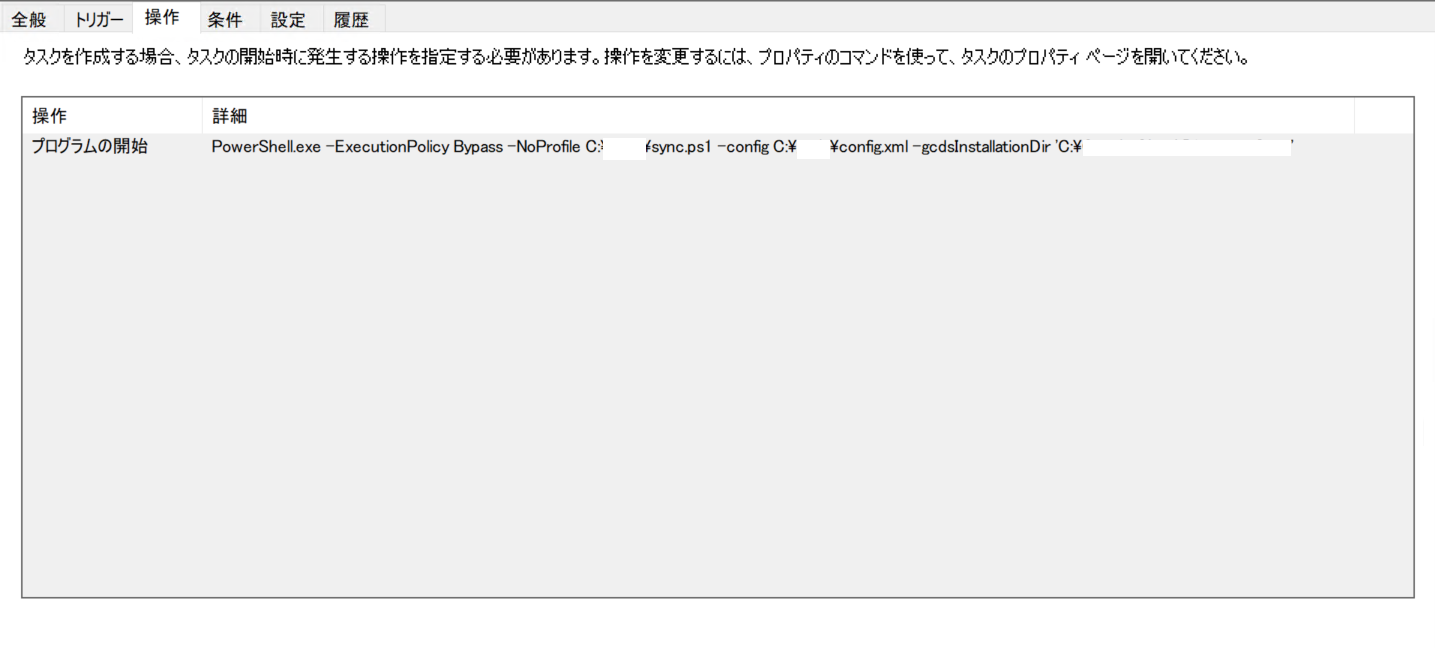 全般 トリガー 操作 条件 設定 履歴
タスクを作成する場合、タスクの開始時に発生する操作を指定する必要があります。操作を変更するには、プロパティのコマンドを使って、タスクのプロパティ ページを開いてください。
操作 詳細
プログラムの開始 PowerShell.exe -ExecutionPolicy Bypass -NoProfile C:¥ ¥sync.ps1 -config C:¥ ¥config.xml -gcdsInstallationDir 'C:¥ '